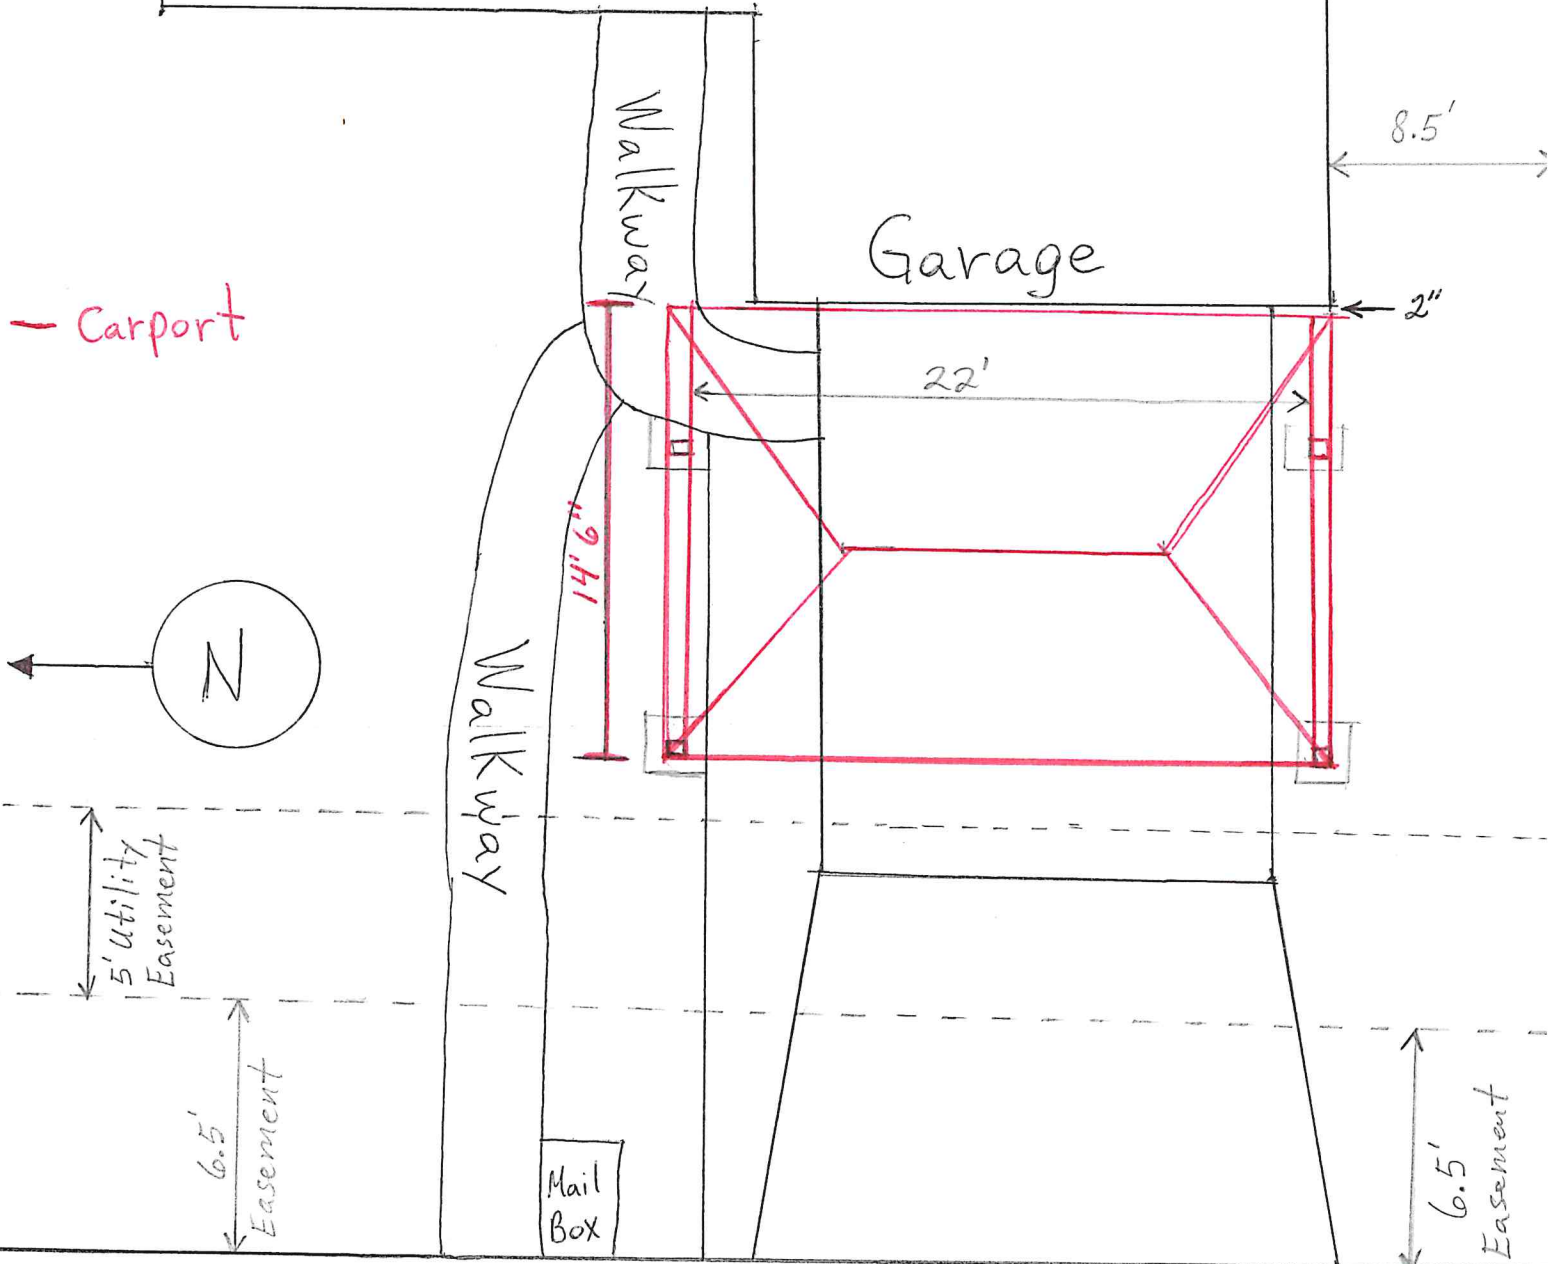 Walkway
8.5'
Garage
2"
Carport
22'
14' 6"
N
Walkway
5' Utility
Easement
6.5'
Easement
Mail
Box
6.5'
Easement